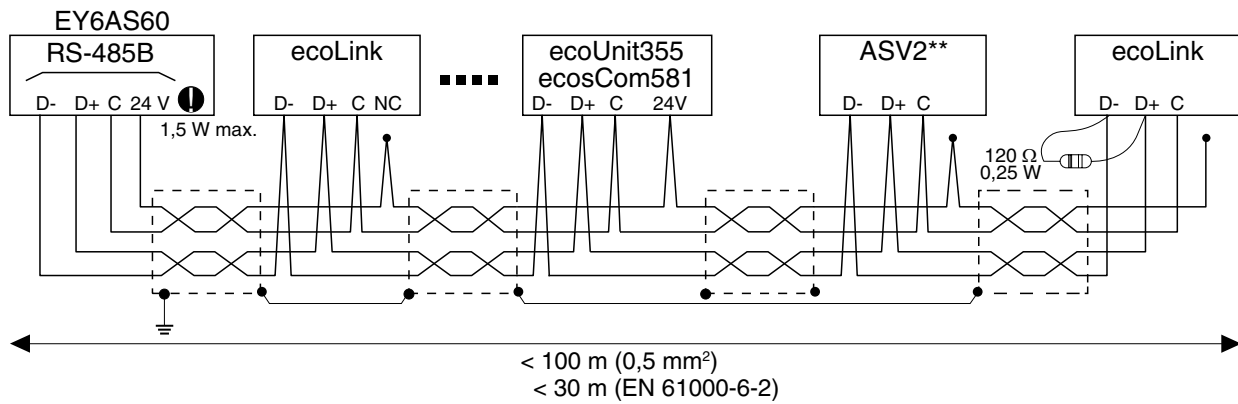 EY6AS60
RS-485B
D- D+ C 24 V
1,5 W max.
ecoLink
D- D+ C NC
ecoUnit355
ecosCom581
D- D+ C 24V
ASV2**
D- D+ C
ecoLink
D- D+ C
120 Ω
0,25 W
< 100 m (0,5 mm²)
< 30 m (EN 61000-6-2)